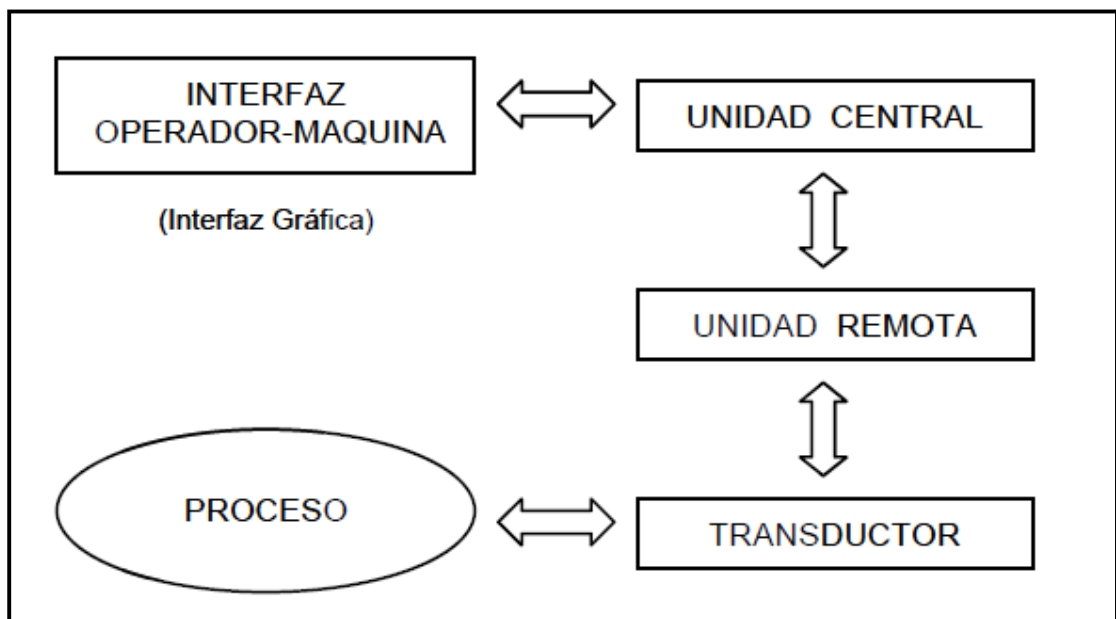 INTERFAZ
OPERADOR-MAQUINA
(Interfaz Gráfica)
UNIDAD CENTRAL
UNIDAD REMOTA
PROCESO
TRANSDUCTOR